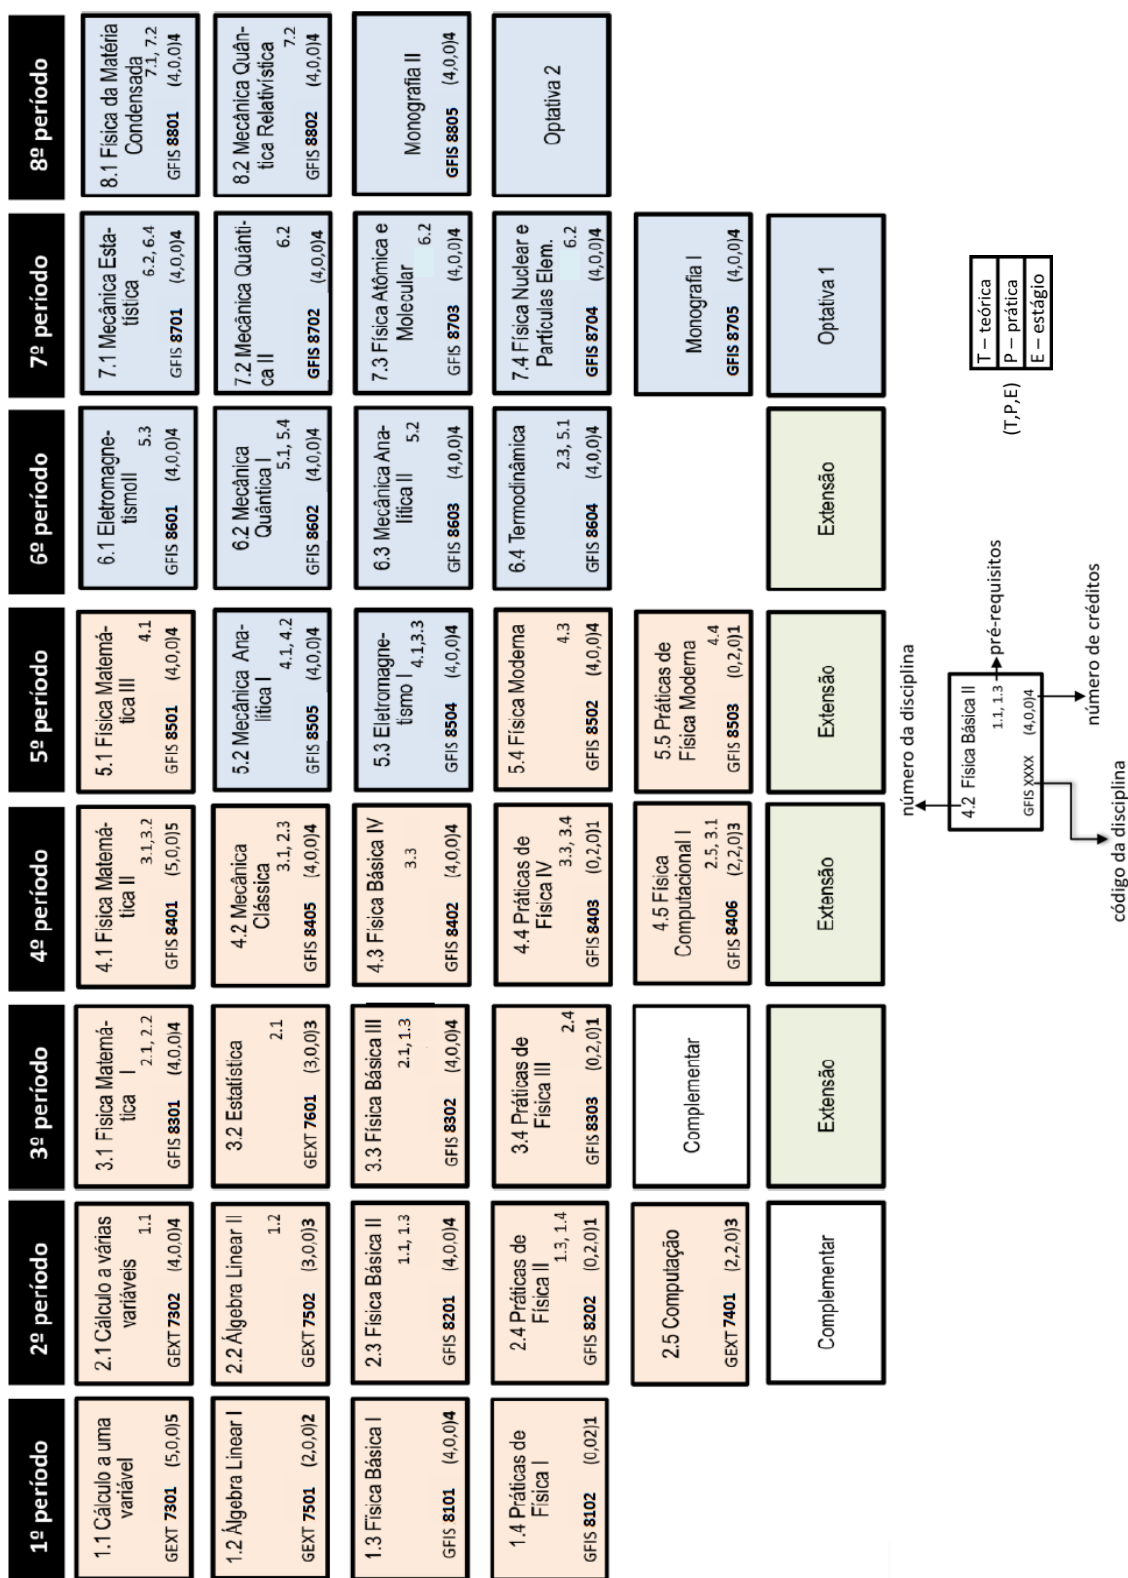 1º período
1.1 Cálculo a uma
variável
GEXT 7301 (5,0,0)5
1.2 Álgebra Linear I
GEXT 7501 (2,0,0)2
1.3 Física Básica I
GFIS 8101 (4,0,0)4
1.4 Práticas de
Física I
GFIS 8102 (0,02)1
2º período
2.1 Cálculo a várias
variáveis
1.1
GEXT 7302 (4,0,0)4
2.2 Álgebra Linear II
1.2
GEXT 7502 (3,0,0)3
2.3 Física Básica II
1.1, 1.3
GFIS 8201 (4,0,0)4
2.4 Práticas de
Física II
1.3, 1.4
GFIS 8202 (0,2,0)1
2.5 Computação
GEXT 7401 (2,2,0)3
Complementar
3º período
3.1 Fisica Matemá-
tica I
2.1, 2.2
GFIS 8301 (4,0,0)4
3.2 Estatística
2.1
GEXT 7601 (3,0,0)3
3.3 Física Básica III
2.1, 1.3
GFIS 8302 (4,0,0)4
3.4 Práticas de
Física III
2.4
GFIS 8303 (0,2,0)1
Complementar
Extensão
4º período
4.1 Física Matemá-
tica II
3.1,3.2
GFIS 8401 (5,0,0)5
4.2 Mecânica
Clássica
3.1, 2.3
GFIS 8405 (4,0,0)4
4.3 Física Básica IV
3.3
GFIS 8402 (4,0,0)4
4.4 Práticas de
Física IV
3.3, 3.4
GFIS 8403 (0,2,0)1
4.5 Física
Computacional I
2.5, 3.1
GFIS 8406 (2,2,0)3
Extensão
5º período
5.1 Física Matemá-
tica III
4.1
GFIS 8501 (4,0,0)4
5.2 Mecânica Ana-
lítica I
4.1, 4.2
GFIS 8505 (4,0,0)4
5.3 Eletromagne-
tismo I
4.1,3.3
GFIS 8504 (4,0,0)4
5.4 Física Moderna
4.3
GFIS 8502 (4,0,0)4
5.5 Práticas de
Física Moderna
4.4
GFIS 8503 (0,2,0)1
Extensão
6º período
6.1 Eletromagne-
tismoII
5.3
GFIS 8601 (4,0,0)4
6.2 Mecânica
Quântica I
5.1, 5.4
GFIS 8602 (4,0,0)4
6.3 Mecânica Ana-
lítica II
5.2
GFIS 8603 (4,0,0)4
6.4 Termodinâmica
2.3, 5.1
GFIS 8604 (4,0,0)4
Extensão
7º período
7.1 Mecânica Esta-
tística
6.2, 6.4
GFIS 8701 (4,0,0)4
7.2 Mecânica Quânti-
ca II
6.2
GFIS 8702 (4,0,0)4
7.3 Física Atômica e
Molecular
6.2
GFIS 8703 (4,0,0)4
7.4 Física Nuclear e
Partículas Elem.
6.2
GFIS 8704 (4,0,0)4
Monografia I
GFIS 8705 (4,0,0)4
Optativa 1
8º período
8.1 Física da Matéria
Condensada
7.1, 7.2
GFIS 8801 (4,0,0)4
8.2 Mecânica Quân-
tica Relativística
7.2
GFIS 8802 (4,0,0)4
Monografia II
GFIS 8805 (4,0,0)4
Optativa 2
número da disciplina
4.2 Física Básica II
1.1, 1.3
GFIS XXXX (4,0,0)4
pré-requisitos
número de créditos
código da disciplina
(T,P,E)
T – teórica
P – prática
E – estágio